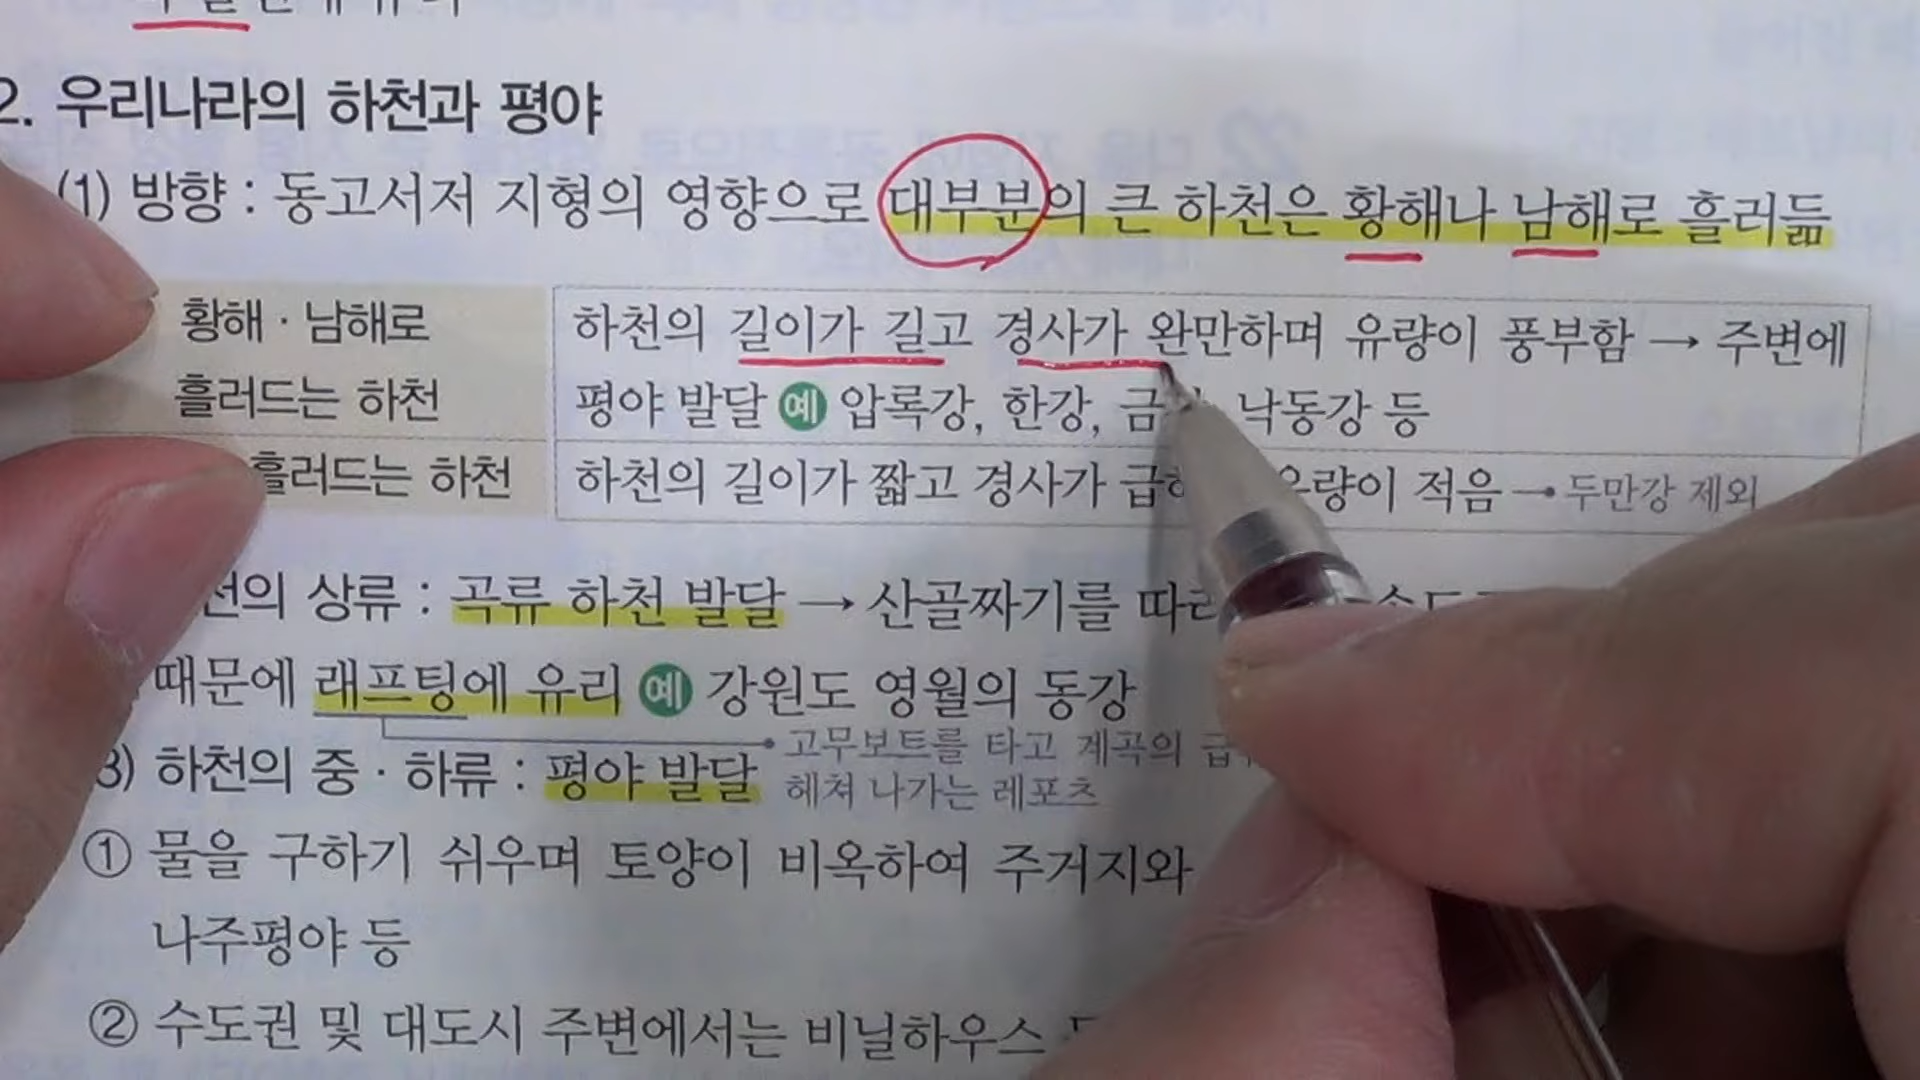 2. 우리나라의 하천과 평야
(1) 방향 : 동고서저 지형의 영향으로 대부분의 큰 하천은 황해나 남해로 흘러듦
황해 · 남해로
흘러드는 하천
하천의 길이가 길고 경사가 완만하며 유량이 풍부함 → 주변에
평야 발달 예 압록강, 한강, 낙동강 등
흘러드는 하천
하천의 길이가 짧고 경사가 유량이 적음 → 두만강 제외
상류 : 곡류 하천 발달 → 산골짜기를
때문에 래프팅에 유리 예 강원도 영월의 동강
고무보트를 타고 계곡의
헤쳐 나가는 레포츠
3) 하천의 중 · 하류 : 평야 발달
① 물을 구하기 쉬우며 토양이 비옥하여 주거지와
나주평야 등
② 수도권 및 대도시 주변에서는 비닐하우스